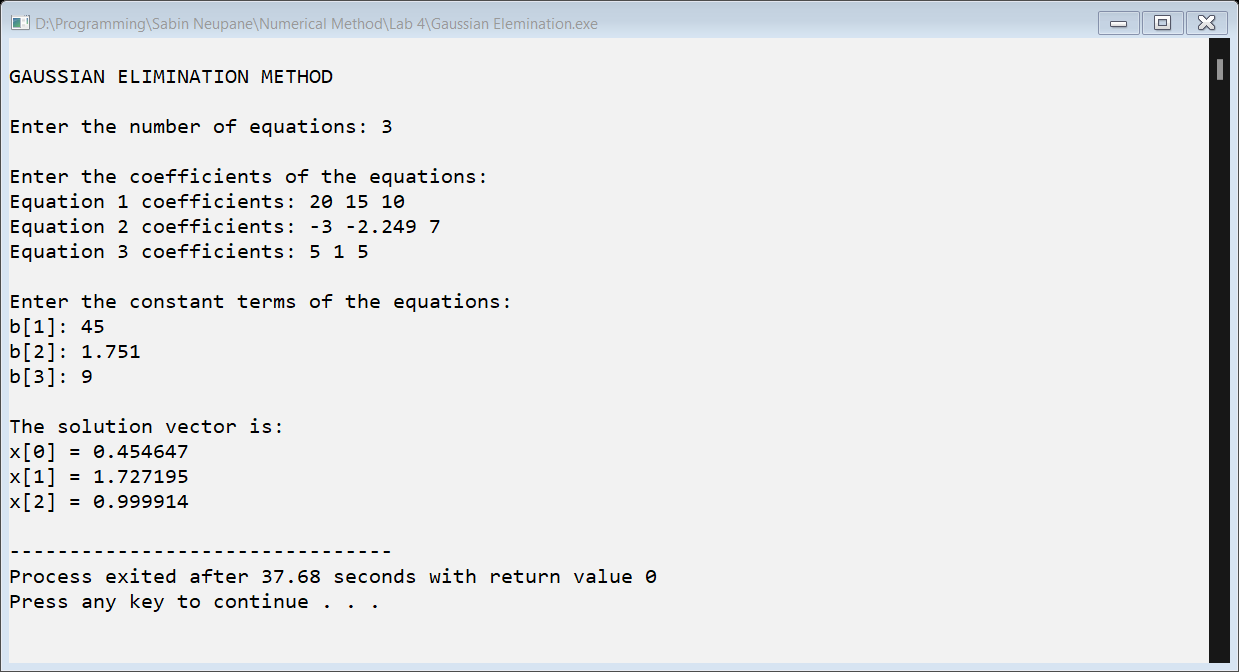 D:\Programming\Sabin Neupane\Numerical Method\Lab 4\Gaussian Elemination.exe
GAUSSIAN ELIMINATION METHOD
Enter the number of equations: 3
Enter the coefficients of the equations:
Equation 1 coefficients: 20 15 10
Equation 2 coefficients: -3 -2.249 7
Equation 3 coefficients: 5 1 5
Enter the constant terms of the equations:
b[1]: 45
b[2]: 1.751
b[3]: 9
The solution vector is:
x[0] = 0.454647
x[1] = 1.727195
x[2] = 0.999914
--------------------------------
Process exited after 37.68 seconds with return value 0
Press any key to continue . . .